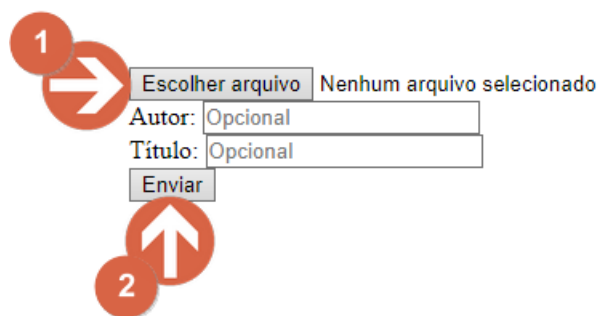 1
Escolher arquivo Nenhum arquivo selecionado
Autor: Opcional
Título: Opcional
Enviar
2